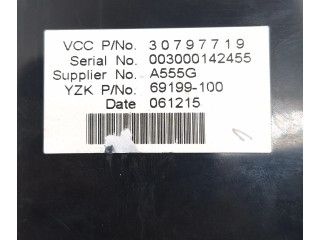 VCC P/No. 30797719
Serial No. 003000142455
Supplier No. A555G
YZK P/No. 69199-100
Date 061215